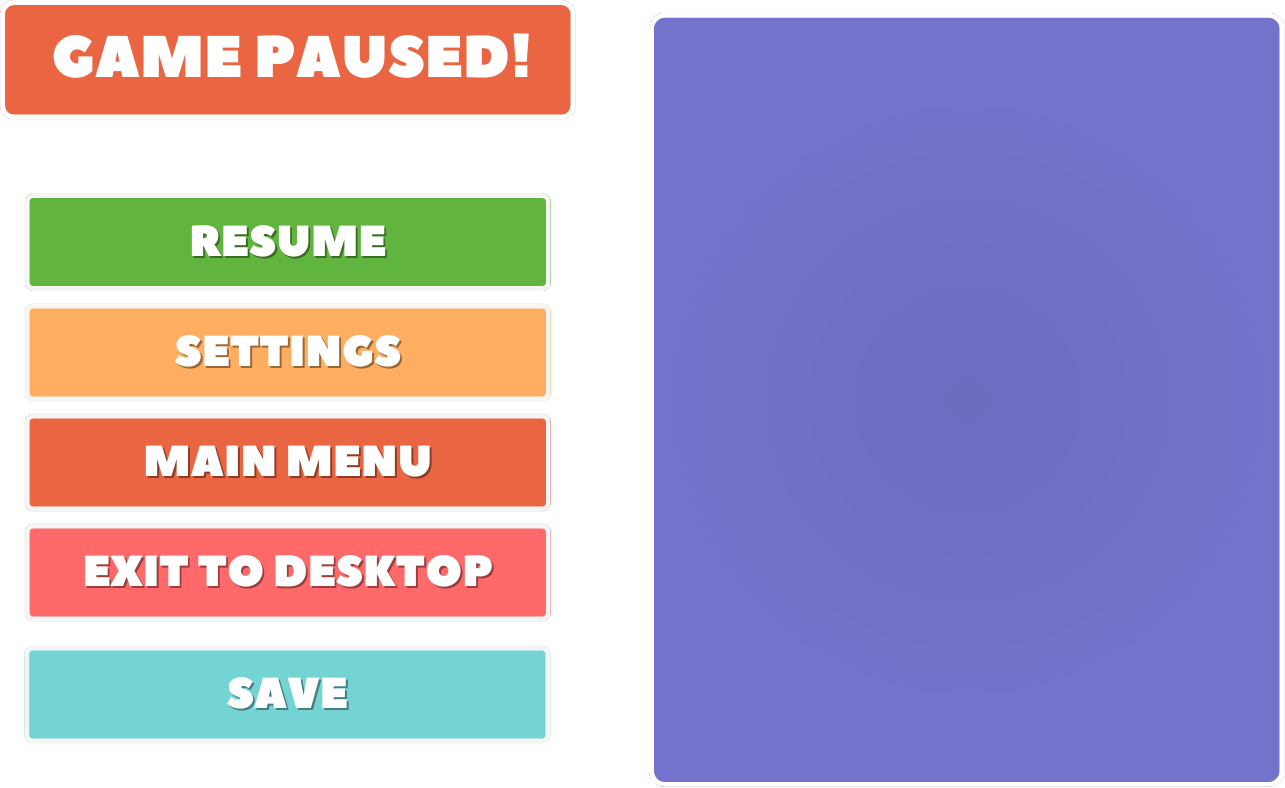 GAME PAUSED!
RESUME
SETTINGS
MAIN MENU
EXIT TO DESKTOP
SAVE